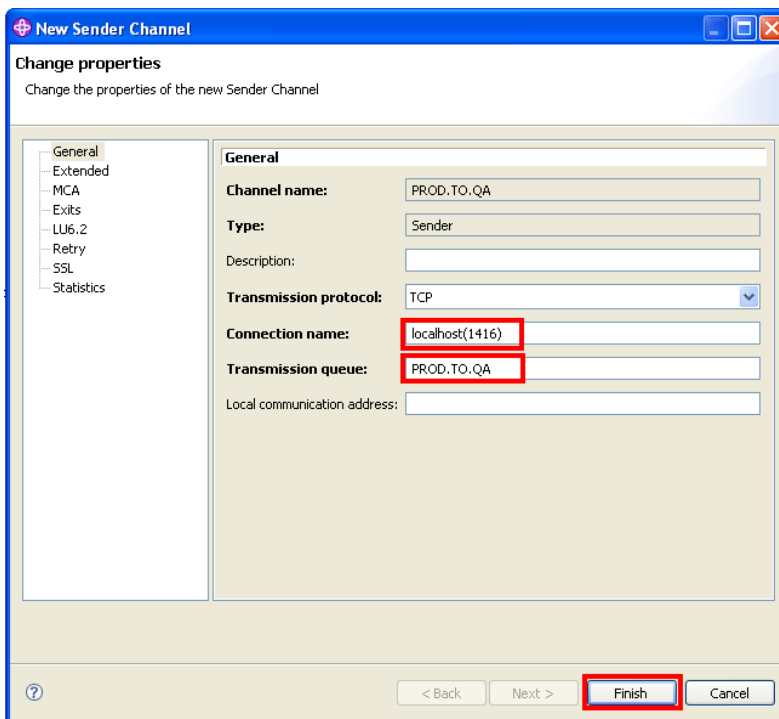 New Sender Channel
Change properties
Change the properties of the new Sender Channel
General
Extended
MCA
Exits
LU6.2
Retry
SSL
Statistics
General
Channel name: PROD.TO.QA
Type: Sender
Description:
Transmission protocol: TCP
Connection name: localhost(1416)
Transmission queue: PROD.TO.QA
Local communication address:
< Back Next > Finish Cancel